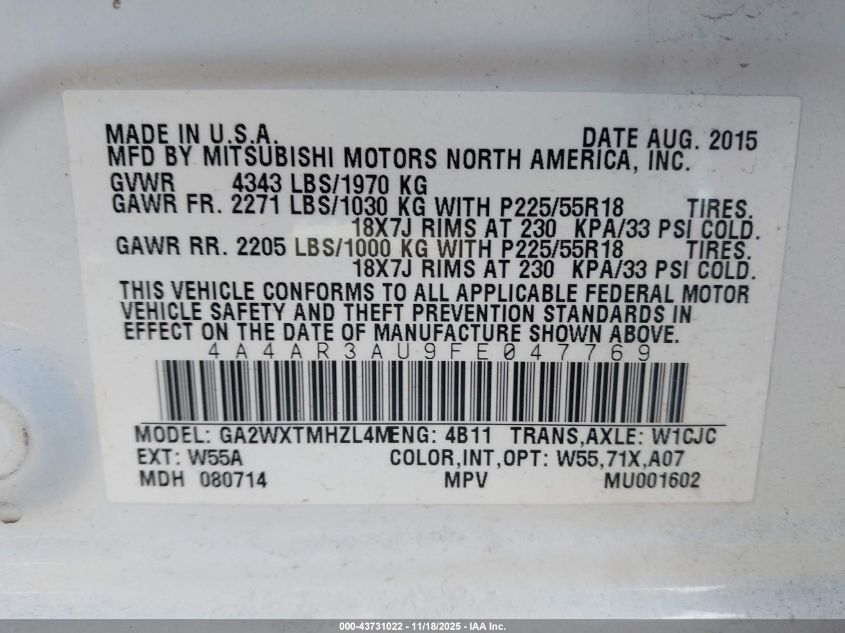 MADE IN U.S.A. DATE AUG. 2015
MFD BY MITSUBISHI MOTORS NORTH AMERICA, INC.
GVWR 4343 LBS/1970 KG
GAWR FR. 2271 LBS/1030 KG WITH P225/55R18 TIRES.
18X7J RIMS AT 230 KPA/33 PSI COLD.
GAWR RR. 2205 LBS/1000 KG WITH P225/55R18 TIRES.
18X7J RIMS AT 230 KPA/33 PSI COLD.
THIS VEHICLE CONFORMS TO ALL APPLICABLE FEDERAL MOTOR
VEHICLE SAFETY AND THEFT PREVENTION STANDARDS IN
EFFECT ON THE DATE OF MANUFACTURE SHOWN ABOVE.
4A4AR3AU9FE047769
MODEL: GA2WXTMHZL4M ENG: 4B11 TRANS,AXLE: W1CJC
EXT: W55A COLOR,INT,OPT: W55,71X,A07
MDH 080714 MPV MU001602
000-43731022 - 11/18/2025 - IAA Inc.